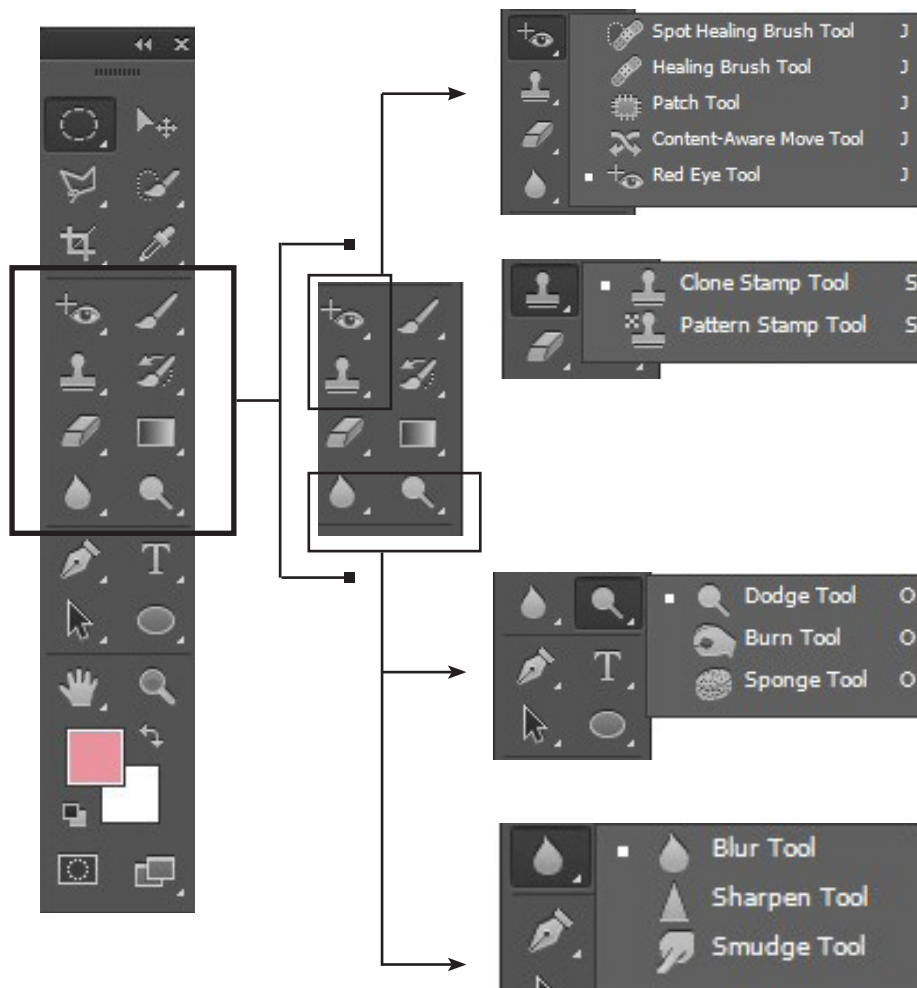 Spot Healing Brush Tool J
Healing Brush Tool J
Patch Tool J
Content-Aware Move Tool J
Red Eye Tool J
Clone Stamp Tool S
Pattern Stamp Tool S
T
Dodge Tool O
Burn Tool O
Sponge Tool O
T
Blur Tool
Sharpen Tool
Smudge Tool